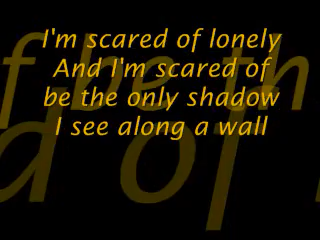 I'm scared of lonely
And I'm scared of
be the only shadow
I see along a wall